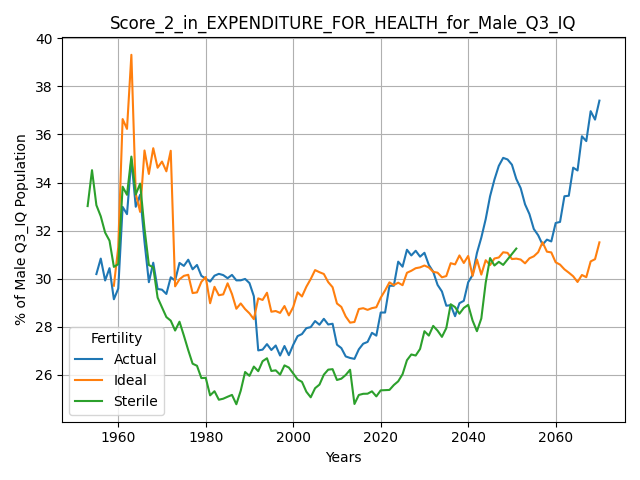 Score_2_in_EXPENDITURE_FOR_HEALTH_for_Male_Q3_IQ
% of Male Q3_IQ Population
40
38
36
34
32
30
28
26
Fertility
Actual
Ideal
Sterile
1960 1980 2000 2020 2040 2060
Years